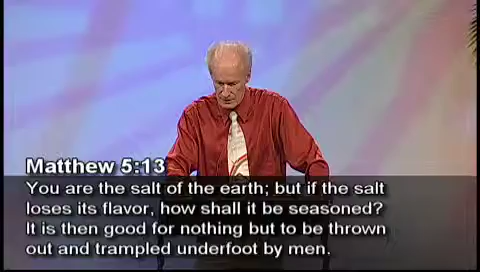 Matthew 5:13
You are the salt of the earth; but if the salt
loses its flavor, how shall it be seasoned?
It is then good for nothing but to be thrown
out and trampled underfoot by men.